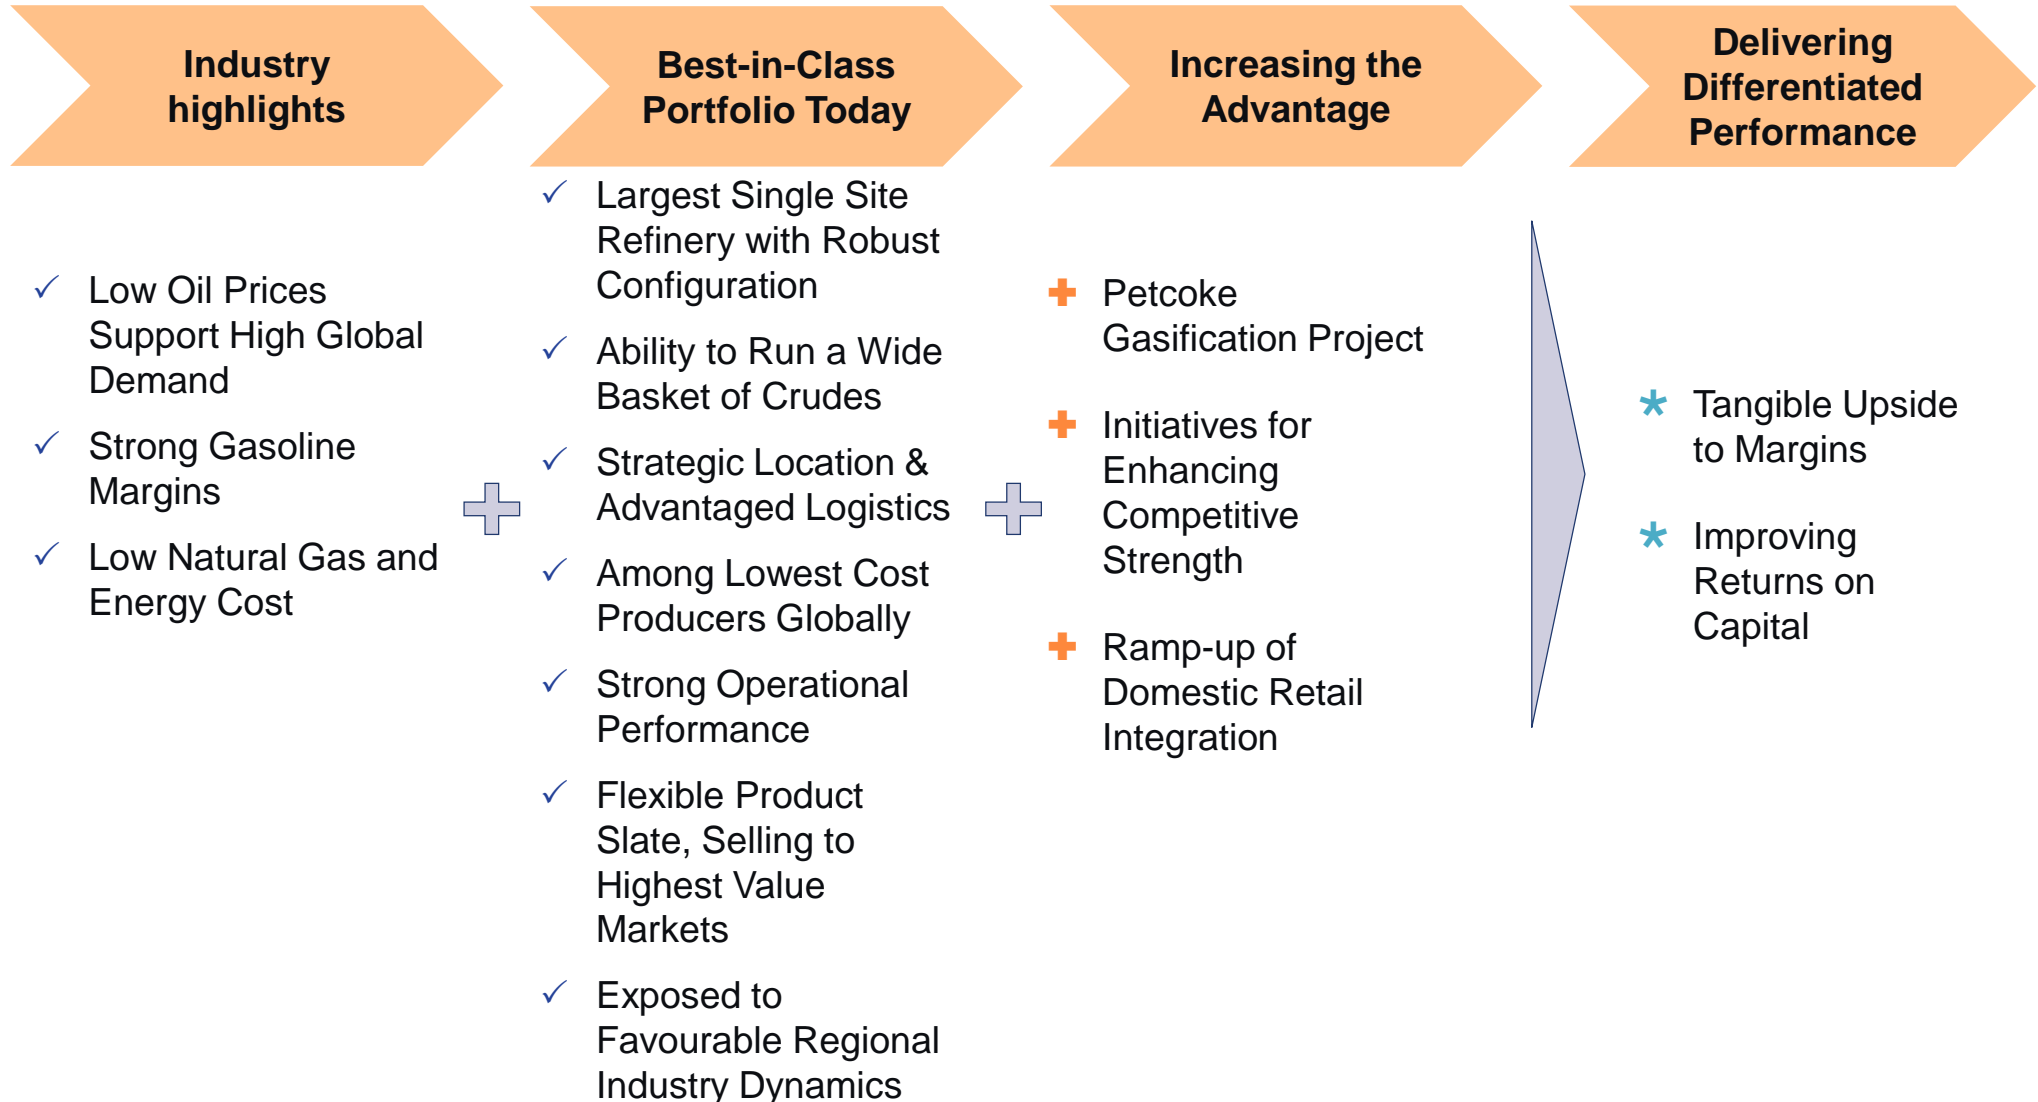 Industry
highlights
Best-in-Class
Portfolio Today
Increasing the
Advantage
Delivering
Differentiated
Performance
Low Oil Prices
Support High Global
Demand
Strong Gasoline
Margins
Low Natural Gas and
Energy Cost
Largest Single Site
Refinery with Robust
Configuration
Ability to Run a Wide
Basket of Crudes
Strategic Location &
Advantaged Logistics
Among Lowest Cost
Producers Globally
Strong Operational
Performance
Flexible Product
Slate, Selling to
Highest Value
Markets
Exposed to
Favourable Regional
Industry Dynamics
Petcoke
Gasification Project
Initiatives for
Enhancing
Competitive
Strength
Ramp-up of
Domestic Retail
Integration
Tangible Upside
to Margins
Improving
Returns on
Capital